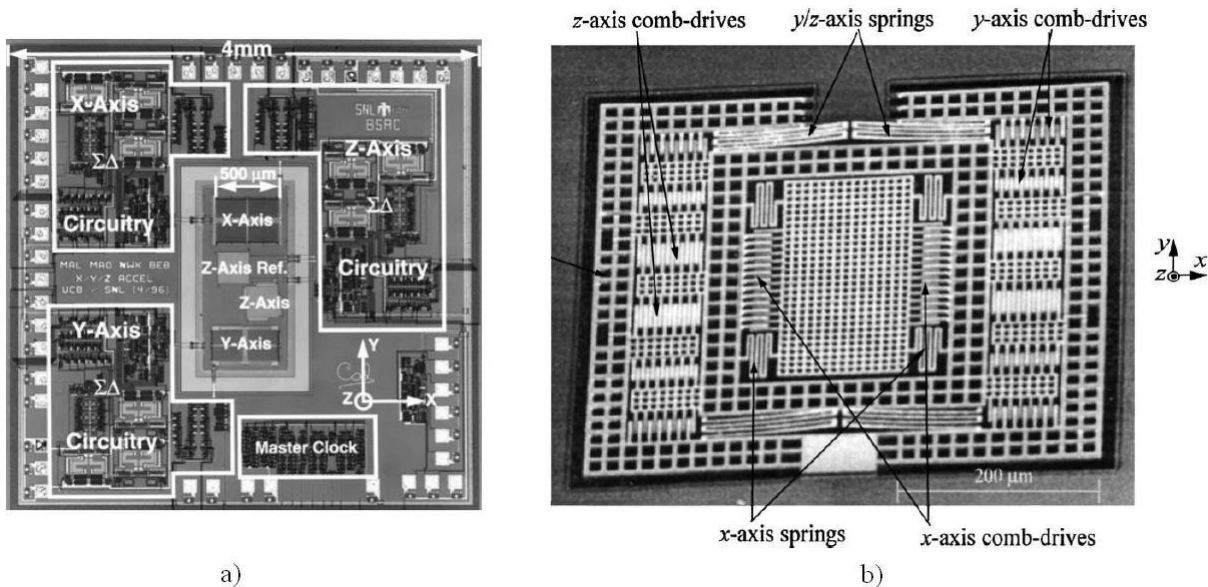 4mm
X-Axis
ΣΔ
Circuitry
SNL
BSAC
Z-Axis
ΣΔ
Circuitry
500 μm
X-Axis
Z-Axis Ref.
Z-Axis
Y-Axis
MAL MAO NWK BEB
X/Y/Z ACCEL
UCB / SNL (4/96)
Y-Axis
ΣΔ
Circuitry
Y
Z
X
Master Clock
a)
z-axis comb-drives
y/z-axis springs
y-axis comb-drives
y
z
x
200 μm
x-axis springs
x-axis comb-drives
b)